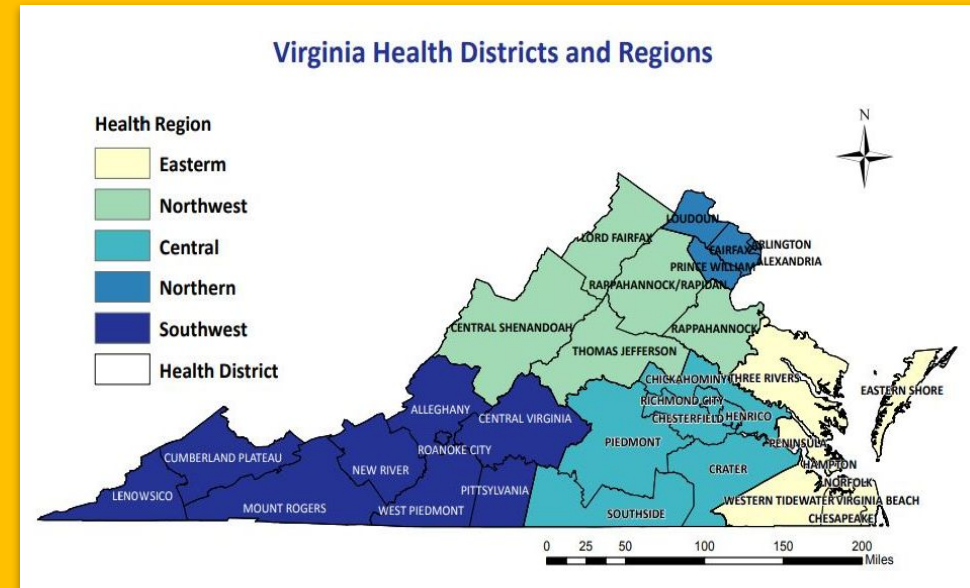 Virginia Health Districts and Regions
Health Region
Easterm
Northwest
Central
Northern
Southwest
Health District
N
LOUDOUN
LORD FAIRFAX
FAIRFAX
ARLINGTON
ALEXANDRIA
PRINCE WILLIAM
RAPPAHANNOCK/RAPIDAN
CENTRAL SHENANDOAH
RAPPAHANNOCK
THOMAS JEFFERSON
CHICKAHOMINY
THREE RIVERS
EASTERN SHORE
RICHMOND CITY
ALLEGHANY
CENTRAL VIRGINIA
CHESTERFIELD
HENRICO
PIEDMONT
PENINSULA
ROANOKE CITY
CUMBERLAND PLATEAU
NEW RIVER
CRATER
HAMPTON
NORFOLK
PITTSYLVANIA
LENOWISCO
WESTERN TIDEWATER
VIRGINIA BEACH
MOUNT ROGERS
WEST PIEDMONT
SOUTHSIDE
CHESAPEAKE
0 25 50 100 150 200
Miles